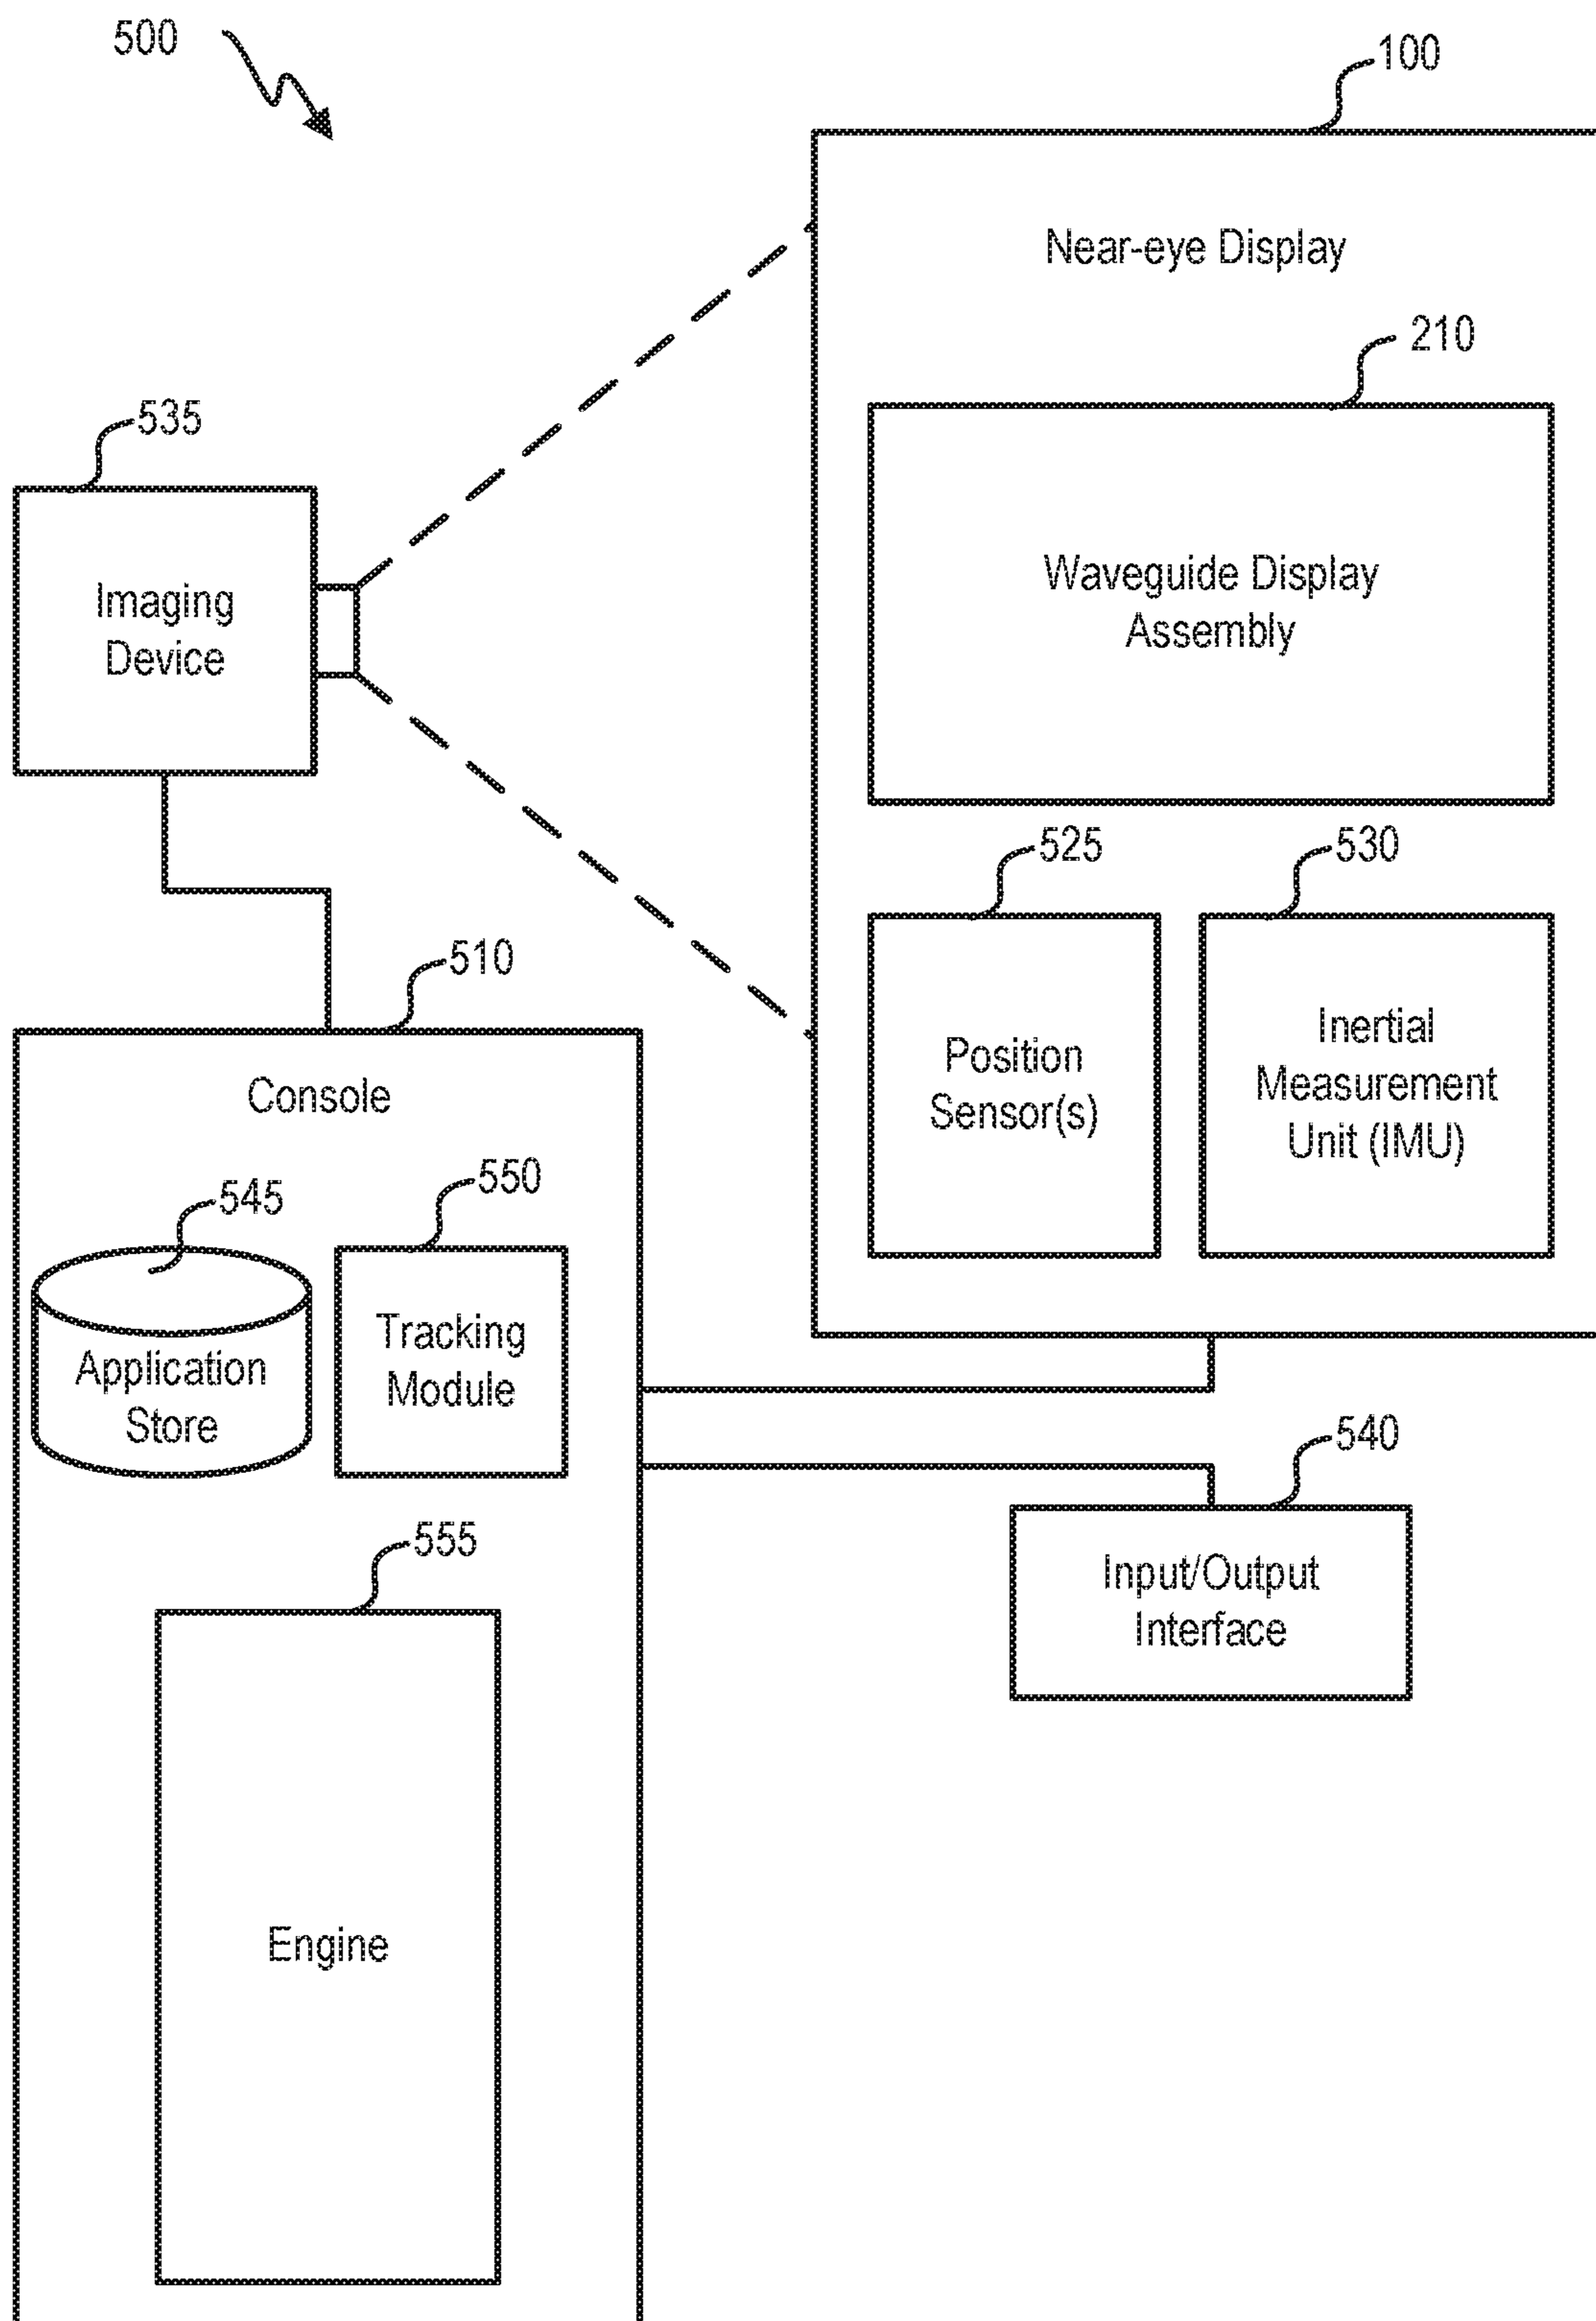 500
100
Near-eye Display
210
Waveguide Display
Assembly
535
Imaging
Device
525
530
Position
Sensor(s)
Inertial
Measurement
Unit (IMU)
510
Console
545
550
Application
Store
Tracking
Module
540
Input/Output
Interface
555
Engine